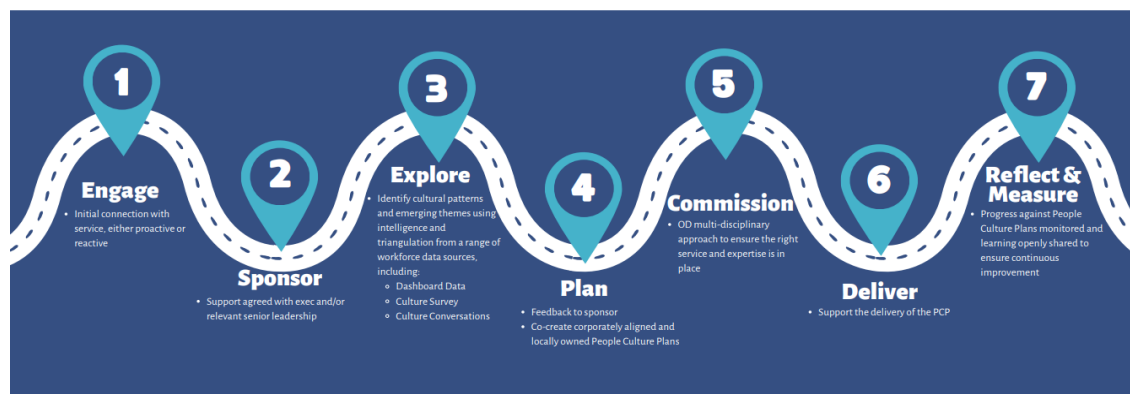 1
Engage
• Initial connection with
service, either proactive or
reactive
2
Sponsor
• Support agreed with exec and/or
relevant senior leadership
3
Explore
• Identify cultural patterns
and emerging themes using
intelligence and
triangulation from a range of
workforce data sources,
including:
◦ Dashboard Data
◦ Culture Survey
◦ Culture Conversations
4
Plan
• Feedback to sponsor
• Co-create corporately aligned and
locally owned People Culture Plans
5
Commission
• OD multi-disciplinary
approach to ensure the right
service and expertise is in
place
6
Deliver
• Support the delivery of the PCP
7
Reflect &
Measure
• Progress against People
Culture Plans monitored and
learning openly shared to
ensure continuous
improvement